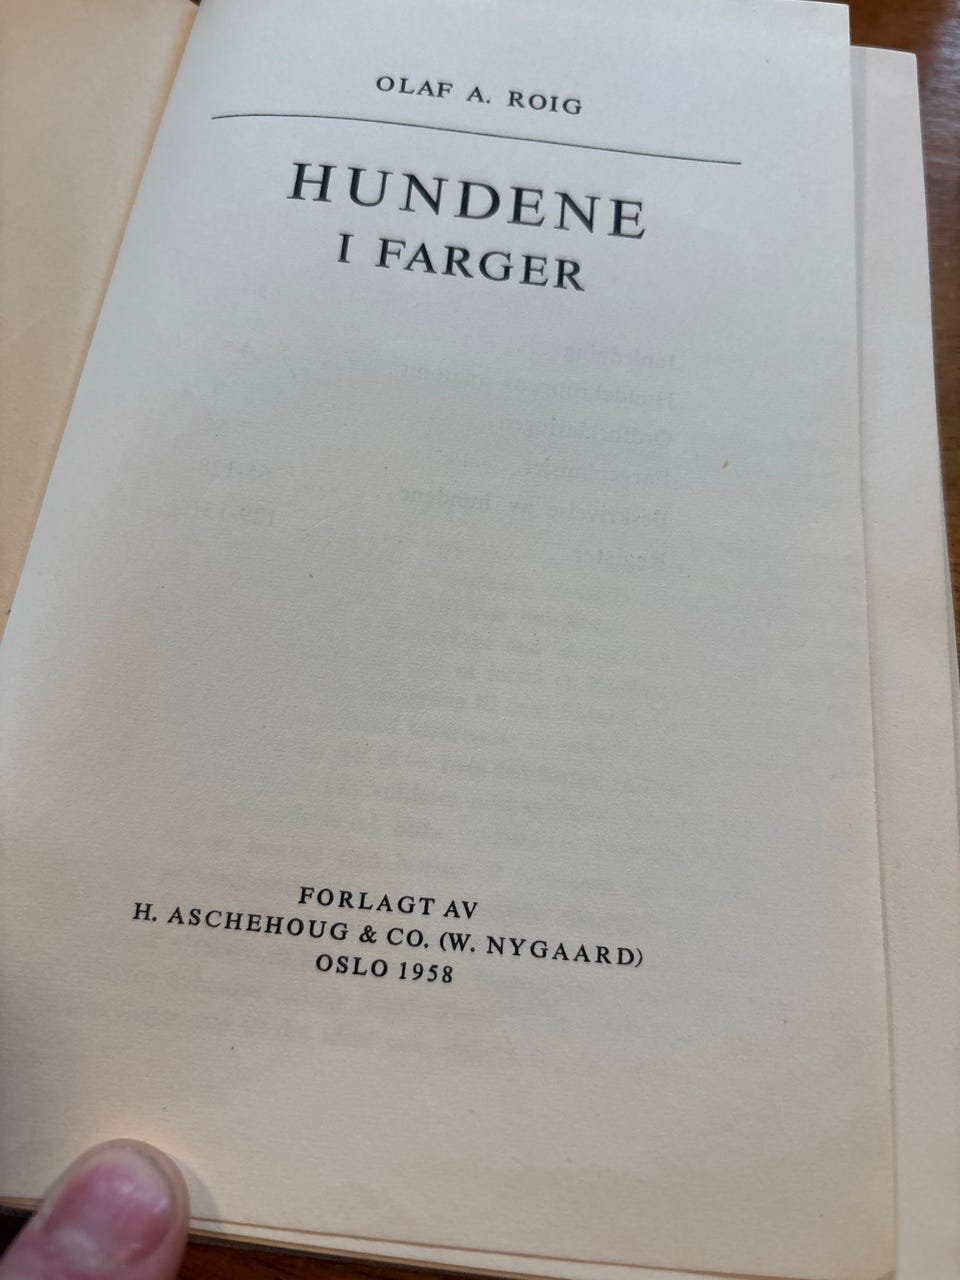 OLAF A. ROIG
HUNDENE
I FARGER
FORLAGT AV
H. ASCHEHOUG & CO. (W. NYGAARD)
OSLO 1958